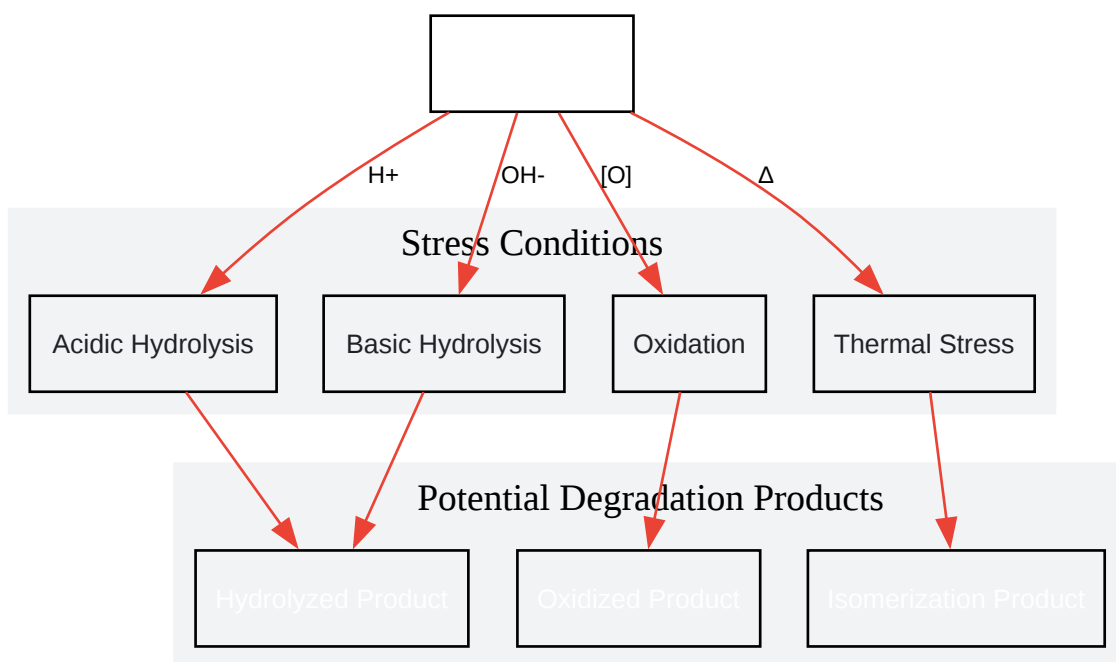 H+
OH-
[O]
Δ
Stress Conditions
Acidic Hydrolysis
Basic Hydrolysis
Oxidation
Thermal Stress
Potential Degradation Products
Hydrolyzed Product
Oxidized Product
Isomerization Product